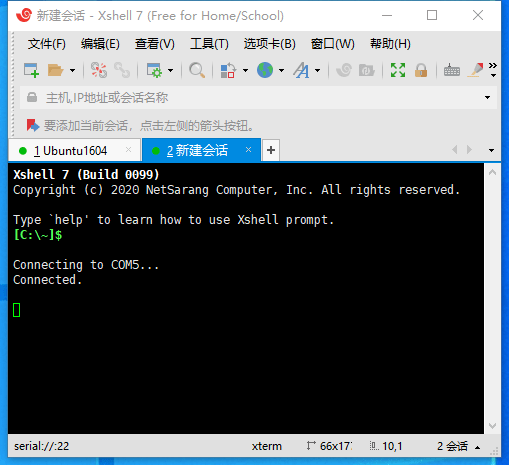 新建会话 - Xshell 7 (Free for Home/School)
文件(F) 编辑(E) 查看(V) 工具(T) 选项卡(B) 窗口(W) 帮助(H)
主机,IP地址或会话名称
要添加当前会话，点击左侧的箭头按钮。
1 Ubuntu1604 2 新建会话
Xshell 7 (Build 0099)
Copyright (c) 2020 NetSarang Computer, Inc. All rights reserved.
Type `help' to learn how to use Xshell prompt.
[C:\~]$
Connecting to COM5...
Connected.
serial://:22 xterm 66x17 10,1 2 会话